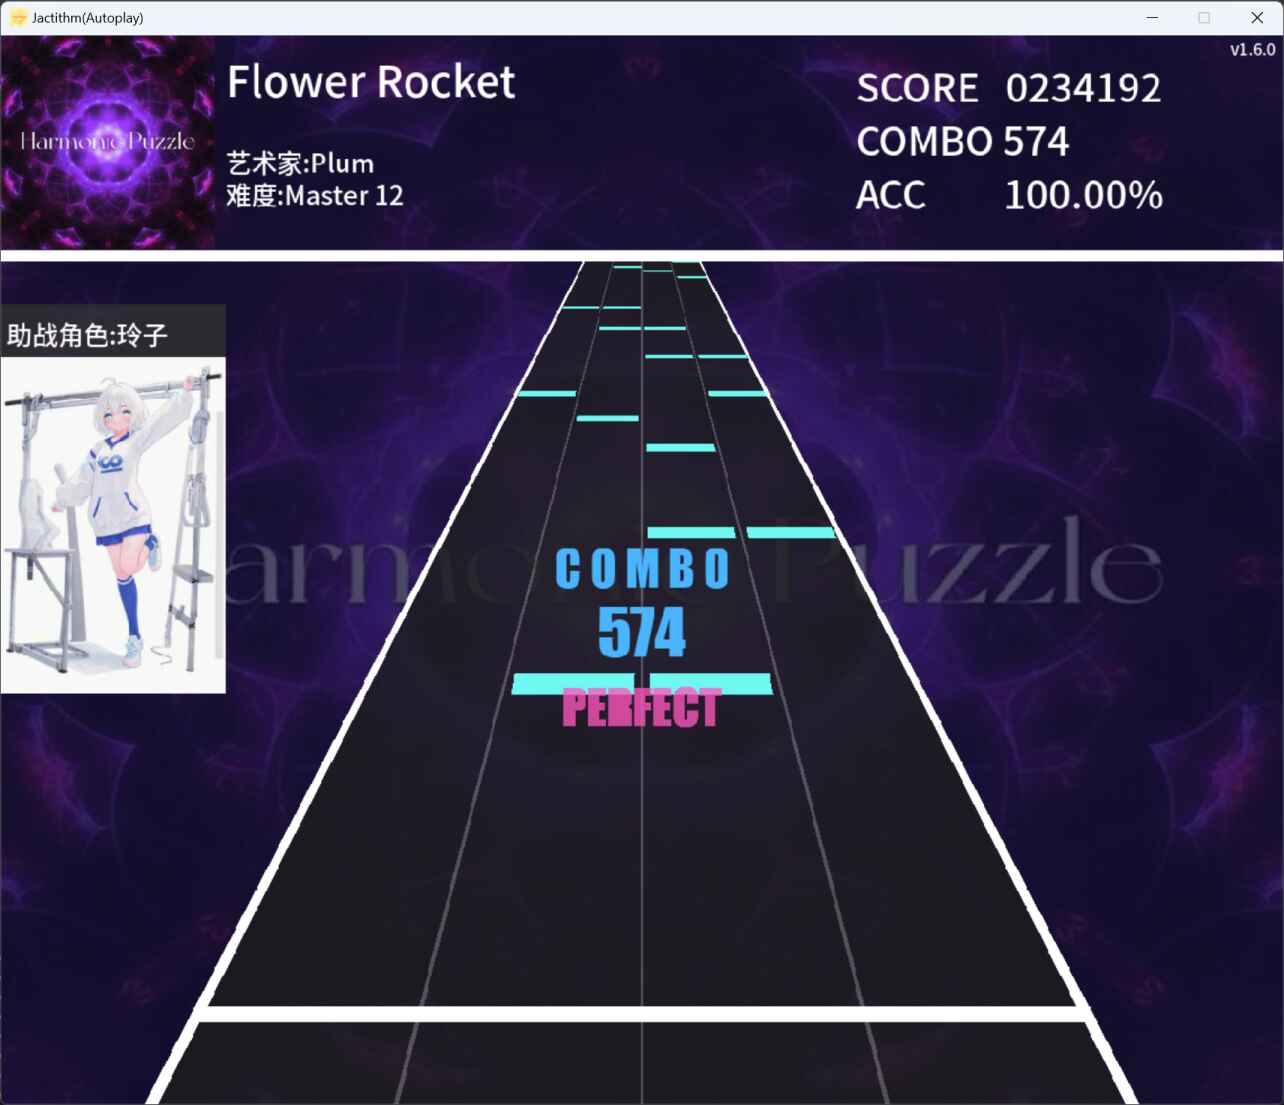 Jactithm(Autoplay)
v1.6.0
Harmonic Puzzle
Flower Rocket
艺术家:Plum
难度:Master 12
SCORE 0234192
COMBO 574
ACC 100.00%
助战角色:玲子
armonic Puzzle
COMBO
574
PERFECT